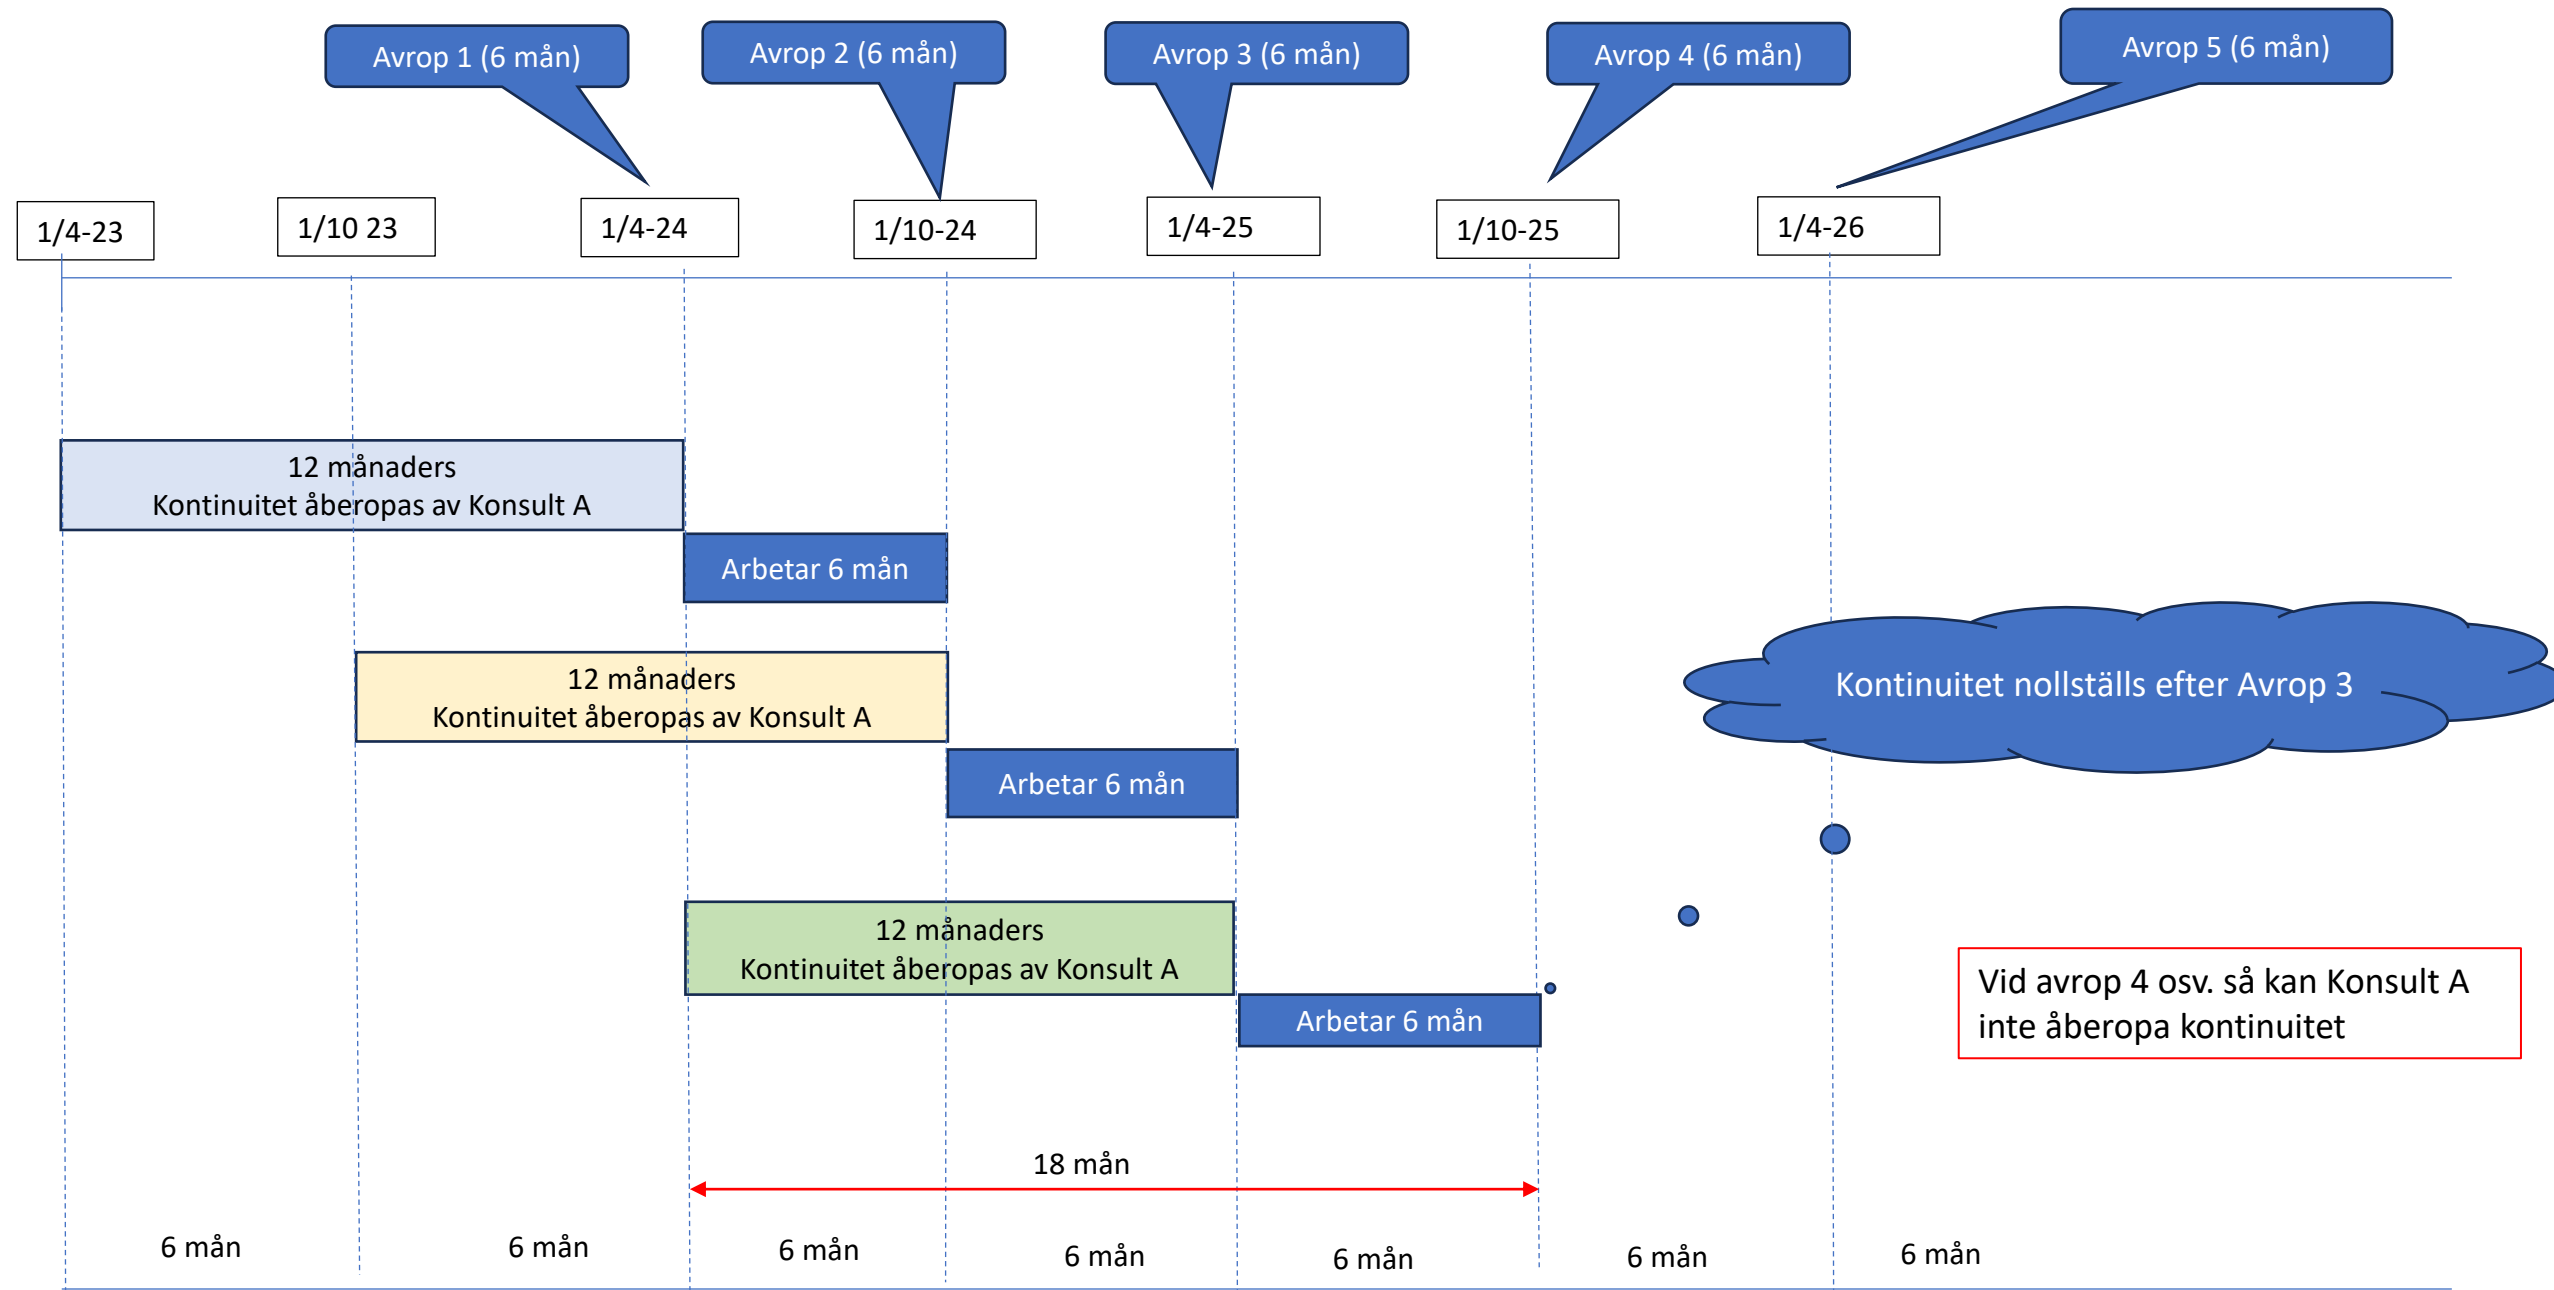 Avrop 1 (6 mån)
Avrop 2 (6 mån)
Avrop 3 (6 mån)
Avrop 4 (6 mån)
Avrop 5 (6 mån)
1/4-23
1/10 23
1/4-24
1/10-24
1/4-25
1/10-25
1/4-26
12 månaders
Kontinuitet åberopas av Konsult A
Arbetar 6 mån
12 månaders
Kontinuitet åberopas av Konsult A
Arbetar 6 mån
Kontinuitet nollställs efter Avrop 3
12 månaders
Kontinuitet åberopas av Konsult A
Arbetar 6 mån
Vid avrop 4 osv. så kan Konsult A
inte åberopa kontinuitet
18 mån
6 mån
6 mån
6 mån
6 mån
6 mån
6 mån
6 mån